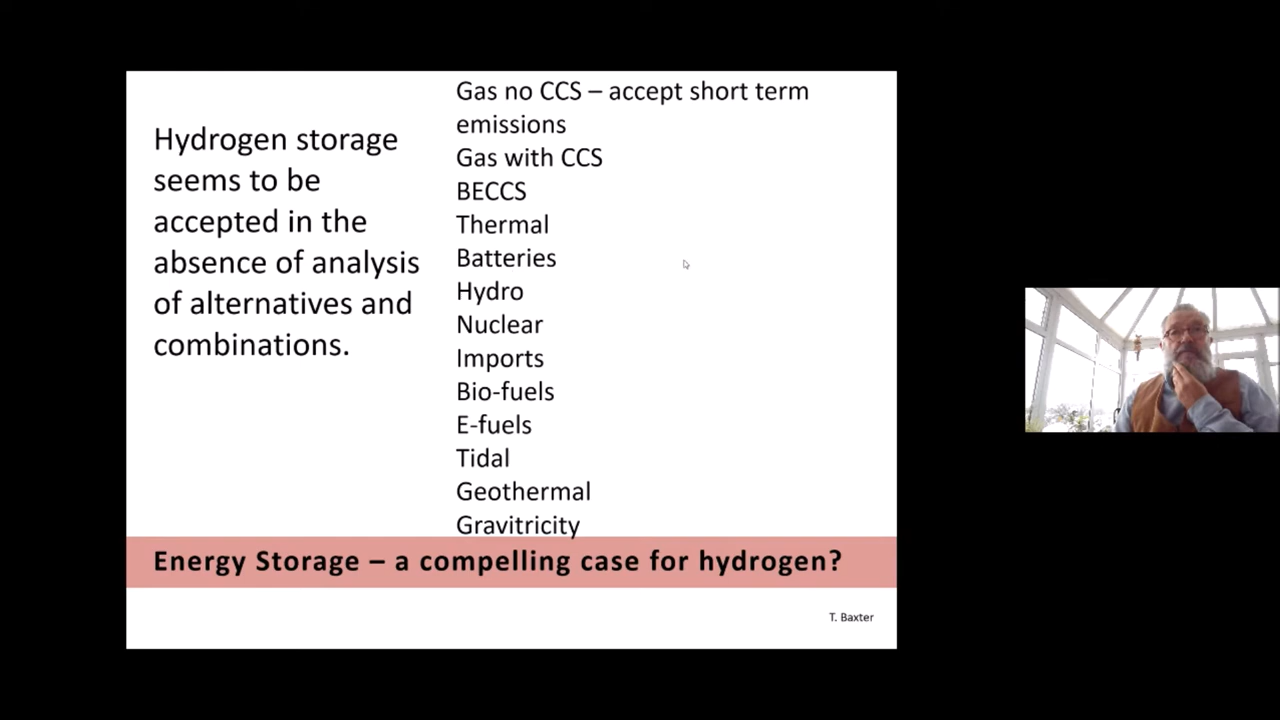 Hydrogen storage
seems to be
accepted in the
absence of analysis
of alternatives and
combinations.
Gas no CCS – accept short term
emissions
Gas with CCS
BECCS
Thermal
Batteries
Hydro
Nuclear
Imports
Bio-fuels
E-fuels
Tidal
Geothermal
Gravitricity
Energy Storage – a compelling case for hydrogen?
T. Baxter